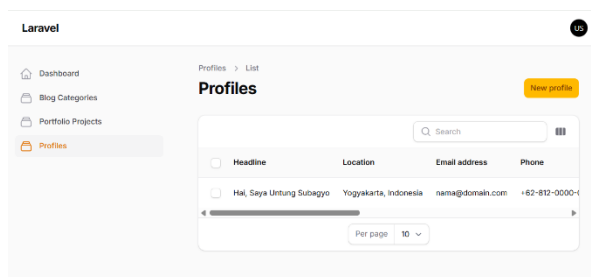 Laravel
US
Dashboard
Blog Categories
Portfolio Projects
Profiles
Profiles > List
Profiles
New profile
Search
Headline Location Email address Phone
Hai, Saya Untung Subagyo Yogyakarta, Indonesia nama@domain.com +62-812-0000-
Per page 10